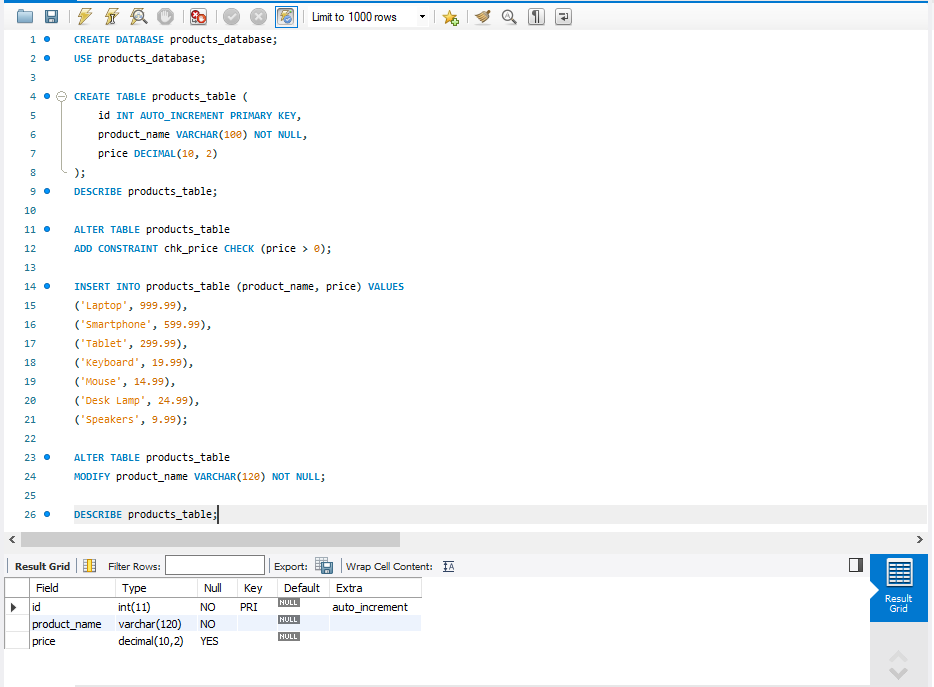 Limit to 1000 rows
1 CREATE DATABASE products_database;
2 USE products_database;
3
4 CREATE TABLE products_table (
5 id INT AUTO_INCREMENT PRIMARY KEY,
6 product_name VARCHAR(100) NOT NULL,
7 price DECIMAL(10, 2)
8 );
9 DESCRIBE products_table;
10
11 ALTER TABLE products_table
12 ADD CONSTRAINT chk_price CHECK (price > 0);
13
14 INSERT INTO products_table (product_name, price) VALUES
15 ('Laptop', 999.99),
16 ('Smartphone', 599.99),
17 ('Tablet', 299.99),
18 ('Keyboard', 19.99),
19 ('Mouse', 14.99),
20 ('Desk Lamp', 24.99),
21 ('Speakers', 9.99);
22
23 ALTER TABLE products_table
24 MODIFY product_name VARCHAR(120) NOT NULL;
25
26 DESCRIBE products_table;
Result Grid Filter Rows: Export: Wrap Cell Content: IA
Field Type Null Key Default Extra
id int(11) NO PRI NULL auto_increment
product_name varchar(120) NO NULL
price decimal(10,2) YES NULL
Result
Grid